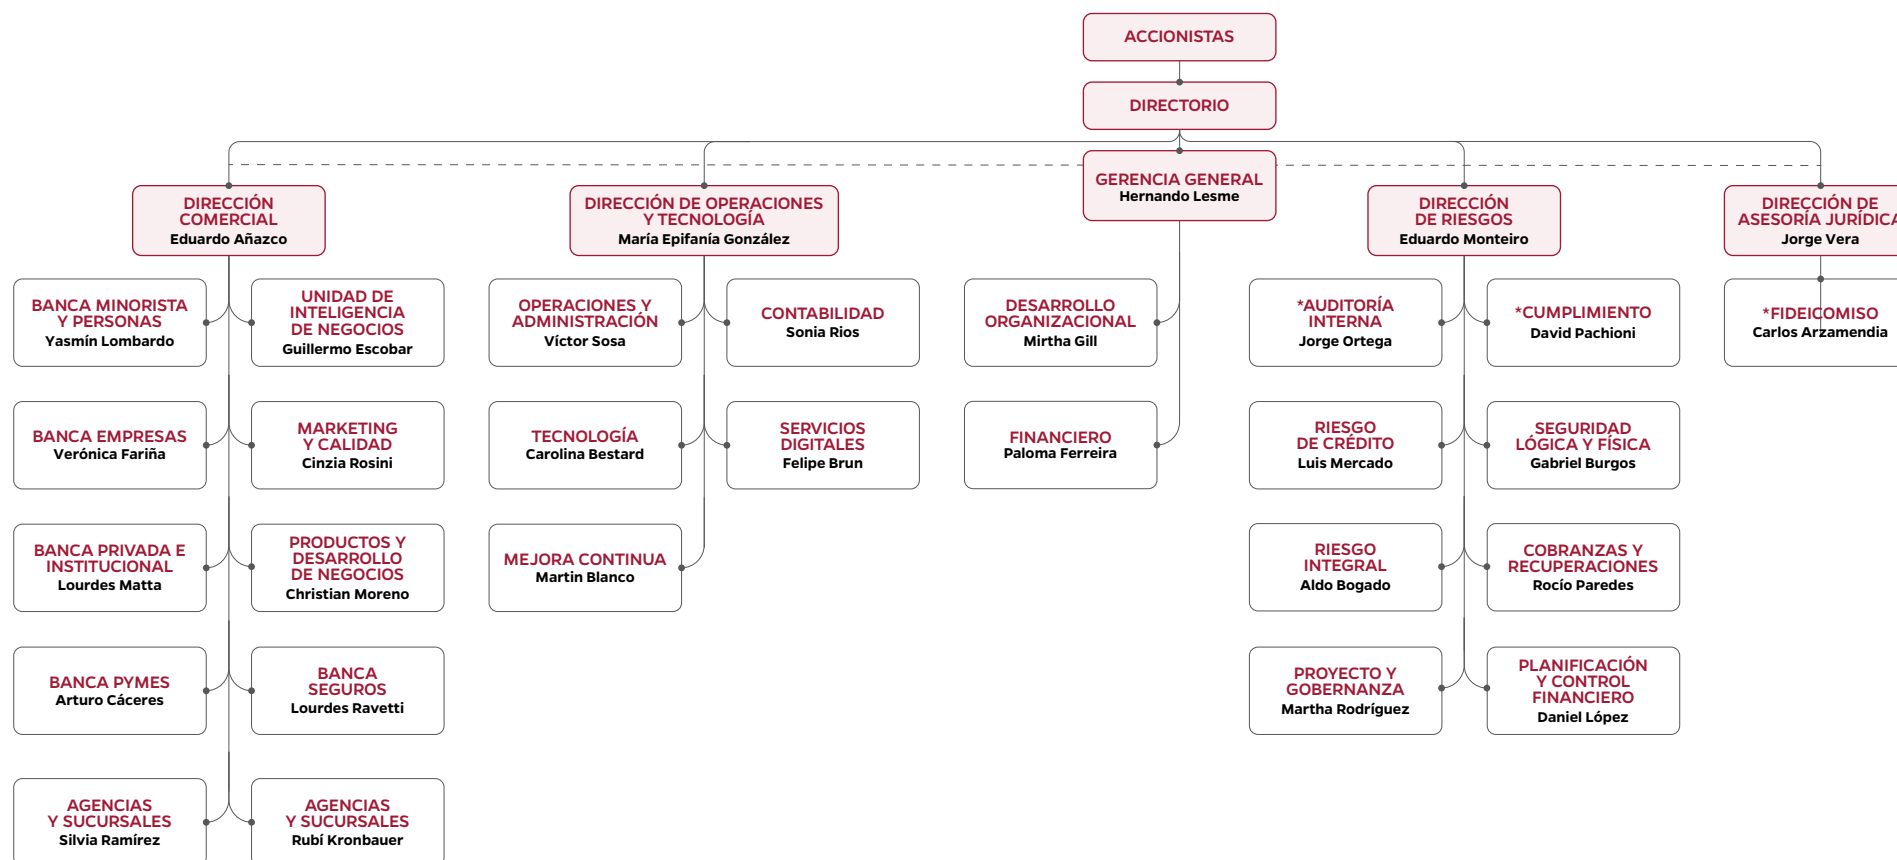 ACCIONISTAS
DIRECTORIO
GERENCIA GENERAL
Hernando Lesme
DIRECCIÓN
COMERCIAL
Eduardo Añazco
DIRECCIÓN DE OPERACIONES
Y TECNOLOGÍA
María Epifanía González
DIRECCIÓN
DE RIESGOS
Eduardo Monteiro
DIRECCIÓN DE
ASESORÍA JURÍDICA
Jorge Vera
BANCA MINORISTA
Y PERSONAS
Yasmín Lombardo
UNIDAD DE
INTELIGENCIA
DE NEGOCIOS
Guillermo Escobar
OPERACIONES Y
ADMINISTRACIÓN
Víctor Sosa
CONTABILIDAD
Sonia Rios
DESARROLLO
ORGANIZACIONAL
Mirtha Gill
*AUDITORÍA
INTERNA
Jorge Ortega
*CUMPLIMIENTO
David Pachioni
*FIDEICOMISO
Carlos Arzamendia
BANCA EMPRESAS
Verónica Fariña
MARKETING
Y CALIDAD
Cinzia Rosini
TECNOLOGÍA
Carolina Bestard
SERVICIOS
DIGITALES
Felipe Brun
FINANCIERO
Paloma Ferreira
RIESGO
DE CRÉDITO
Luis Mercado
SEGURIDAD
LÓGICA Y FÍSICA
Gabriel Burgos
BANCA PRIVADA E
INSTITUCIONAL
Lourdes Matta
PRODUCTOS Y
DESARROLLO
DE NEGOCIOS
Christian Moreno
MEJORA CONTINUA
Martin Blanco
RIESGO
INTEGRAL
Aldo Bogado
COBRANZAS Y
RECUPERACIONES
Rocío Paredes
BANCA PYMES
Arturo Cáceres
BANCA
SEGUROS
Lourdes Ravetti
PROYECTO Y
GOBERNANZA
Martha Rodríguez
PLANIFICACIÓN
Y CONTROL
FINANCIERO
Daniel López
AGENCIAS
Y SUCURSALES
Silvia Ramírez
AGENCIAS
Y SUCURSALES
Rubí Kronbauer